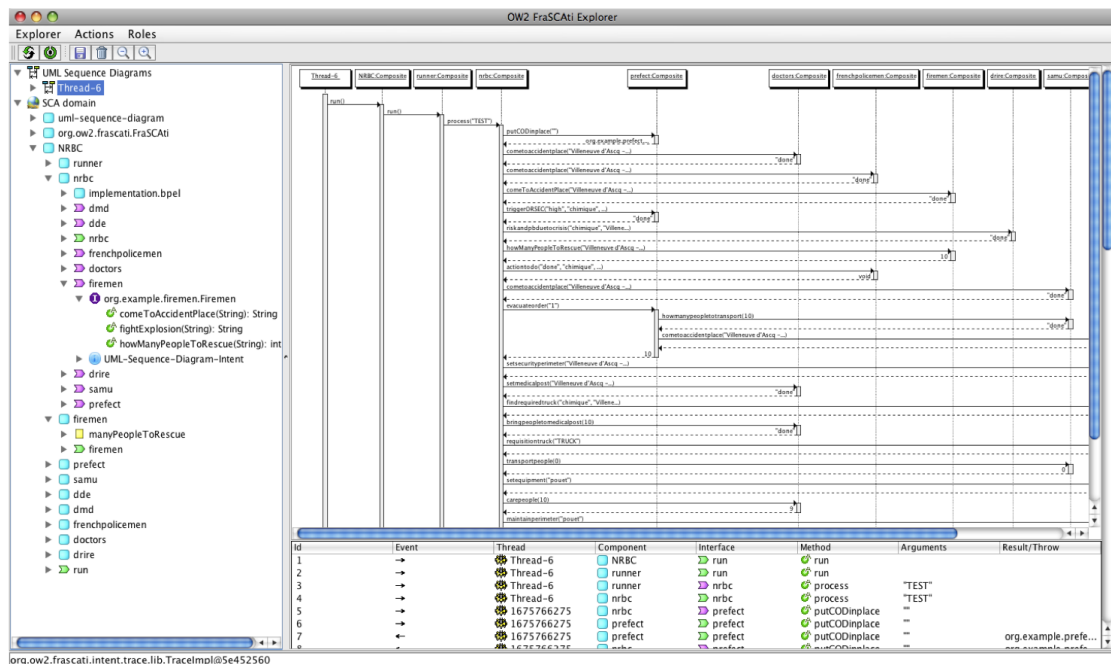 OW2 FraSCAti Explorer
Explorer Actions Roles
UML Sequence Diagrams
Thread-6
SCA domain
uml-sequence-diagram
org.ow2.frascati.FraSCAti
NRBC
runner
nrbc
implementation.bpel
dmd
dde
nrbc
frenchpolicemen
doctors
firemen
org.example.firemen.Firemen
comeToAccidentPlace(String): String
fightExplosion(String): String
howManyPeopleToRescue(String): int
UML-Sequence-Diagram-Intent
drire
samu
prefect
firemen
manyPeopleToRescue
firemen
prefect
samu
dde
dmd
frenchpolicemen
doctors
drire
run
Thread-6 NRBC:Composite runner:Composite nrbc:Composite prefect:Composite doctors:Composite frenchpolicemen:Composite firemen:Composite drire:Composite samu:Compos
run()
run()
process("TEST")
putCODinplace("")
org.example.prefect...
cometoaccidentplace("Villeneuve d'Ascq -...)
"done"
cometoaccidentplace("Villeneuve d'Ascq -...)
"done"
comeToAccidentPlace("Villeneuve d'Ascq -...)
"done"
triggerORSEC("high", "chimique", ...)
"done"
riskandpbduetocrisis("chimique", "Villene...)
"done"
howManyPeopleToRescue("Villeneuve d'Ascq -...)
10
actiontodo("done", "chimique", ...)
void
cometoaccidentplace("Villeneuve d'Ascq -...)
"done"
evacuateorder("1")
howmanypeopletotransport(10)
"done"
cometoaccidentplace("Villeneuve d'Ascq -...)
10
setsecurityperimeter("Villeneuve d'Ascq -...)
setmedicalpost("Villeneuve d'Ascq -...)
"done"
findrequiredtruck("chimique", "Villene...)
bringpeopletomedicalpost(10)
"done"
requisitiontruck("TRUCK")
transportpeople(0)
0
setequipment("pouet")
carepeople(10)
9
maintainperimeter("pouet")
Id Event Thread Component Interface Method Arguments Result/Throw
1 → Thread-6 NRBC run run
2 → Thread-6 runner run run
3 → Thread-6 runner nrbc process "TEST"
4 → Thread-6 nrbc nrbc process "TEST"
5 → 1675766275 nrbc prefect putCODinplace ""
6 → 1675766275 prefect prefect putCODinplace ""
7 ← 1675766275 prefect prefect putCODinplace "" org.example.prefe...
org.ow2.frascati.intent.trace.lib.TraceImpl@5e452560